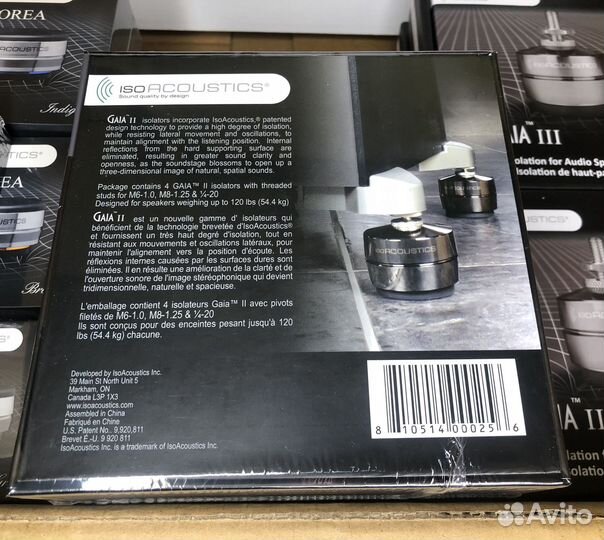 OREA
ISOACOUSTICS®
Sound quality by design
Indig
GAIA™ II isolators incorporate IsoAcoustics,® patented
design technology to provide a high degree of isolation,
while resisting lateral movement and oscillations, to
maintain alignment with the listening position. Internal
reflections from the hard supporting surface are
eliminated, resulting in greater sound clarity and
openness, as the soundstage blossoms to open up a
three-dimensional image of natural, spatial sounds.
Package contains 4 GAIA™ II isolators with threaded
studs for M6-1.0, M8-1.25 & ¼-20
Designed for speakers weighing up to 120 lbs (54.4 kg)
GAIA™ II est un nouvelle gamme d' isolateurs qui
bénéficient de la technologie brevetée d'IsoAcoustics®
et fournissent un très haut degré d'isolation, tout en
résistant aux mouvements et oscillations latéraux, pour
maintenir l'alignement vers la position d'écoute. Les
réflexions internes causées par les surfaces dures sont
éliminées. Il en résulte une amélioration de la clarté et de
l'ouverture sonore de l'image stéréophonique qui devient
tridimensionnelle, naturelle et spacieuse.
L'emballage contient 4 isolateurs Gaia™ II avec pivots
filetés de M6-1.0, M8-1.25 & ¼-20
Ils sont conçus pour des enceintes pesant jusqu'à 120
lbs (54.4 kg) chacune.
Developed by IsoAcoustics Inc.
39 Main St North Unit 5
Markham, ON
Canada L3P 1X3
www.isoacoustics.com
Assembled in China
Fabriqué en Chine
U.S. Patent No.. 9,920,811
Brevet É.-U. 9 920 811
IsoAcoustics Inc. is a trademark of IsoAcoustics Inc.
ISOACOUSTICS
8 10514 00025 6
STICS®
EA
Br
IA™ III
olation for Audio Sp
Isolation de haut-pa
IA™ II
olation fo
solation
Avito